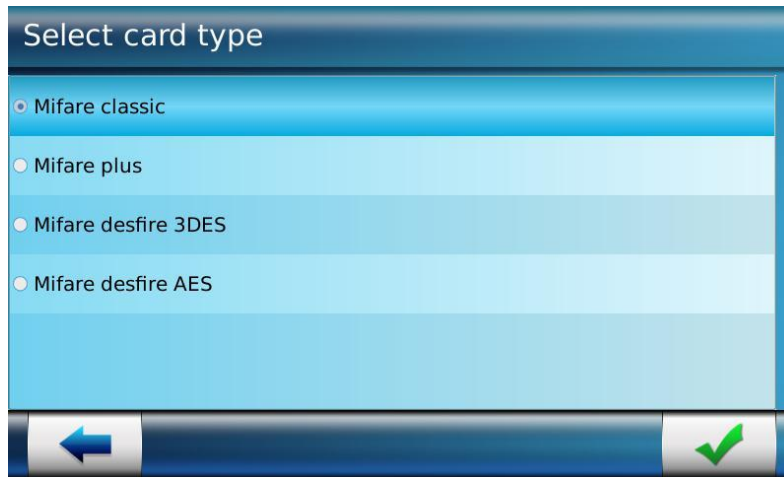 Select card type
Mifare classic
Mifare plus
Mifare desfire 3DES
Mifare desfire AES